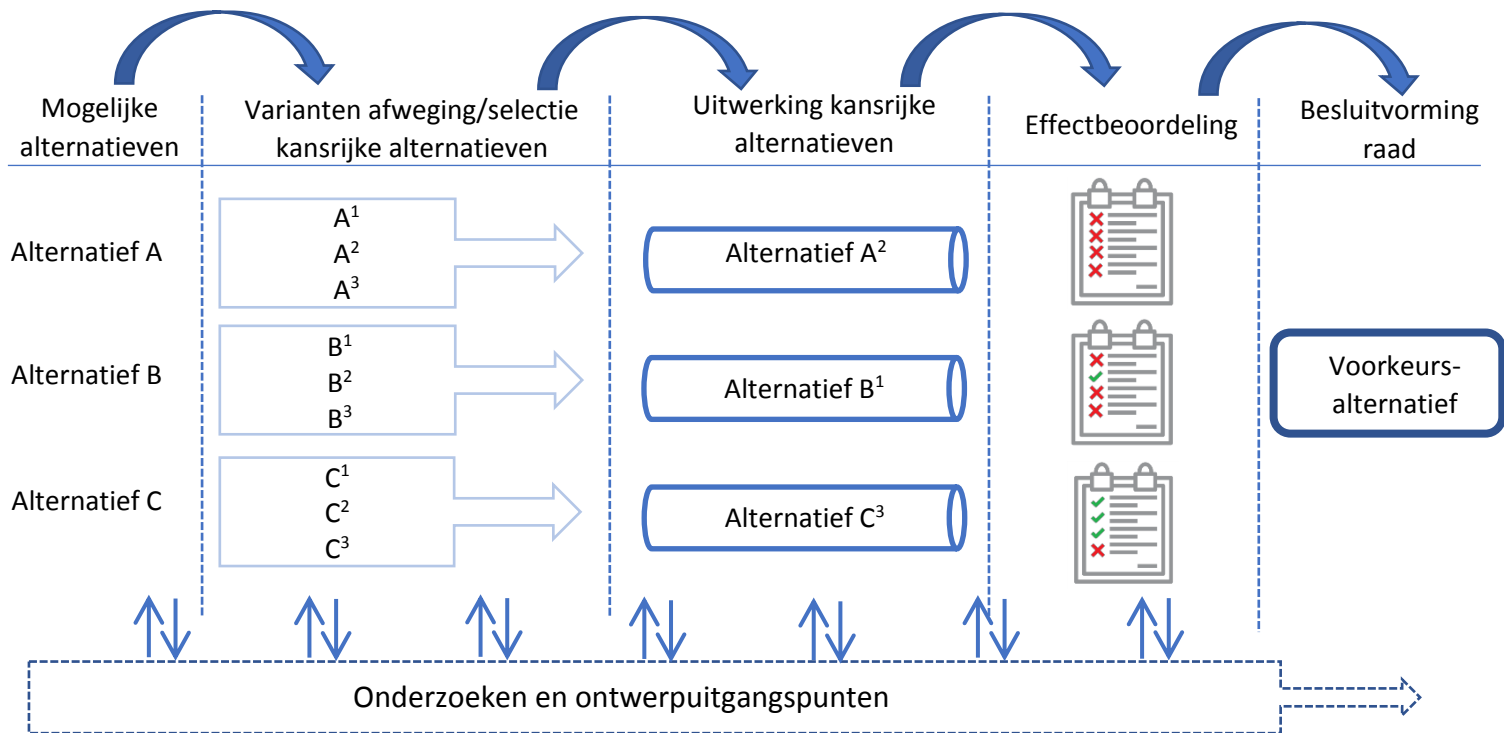 Mogelijke
alternatieven
Varianten afweging/selectie
kansrijke alternatieven
Uitwerking kansrijke
alternatieven
Effectbeoordeling
Besluitvorming
raad
Alternatief A
A¹
A²
A³
Alternatief A²
Alternatief B
B¹
B²
B³
Alternatief B¹
Voorkeurs-
alternatief
Alternatief C
C¹
C²
C³
Alternatief C³
Onderzoeken en ontwerpuitgangspunten